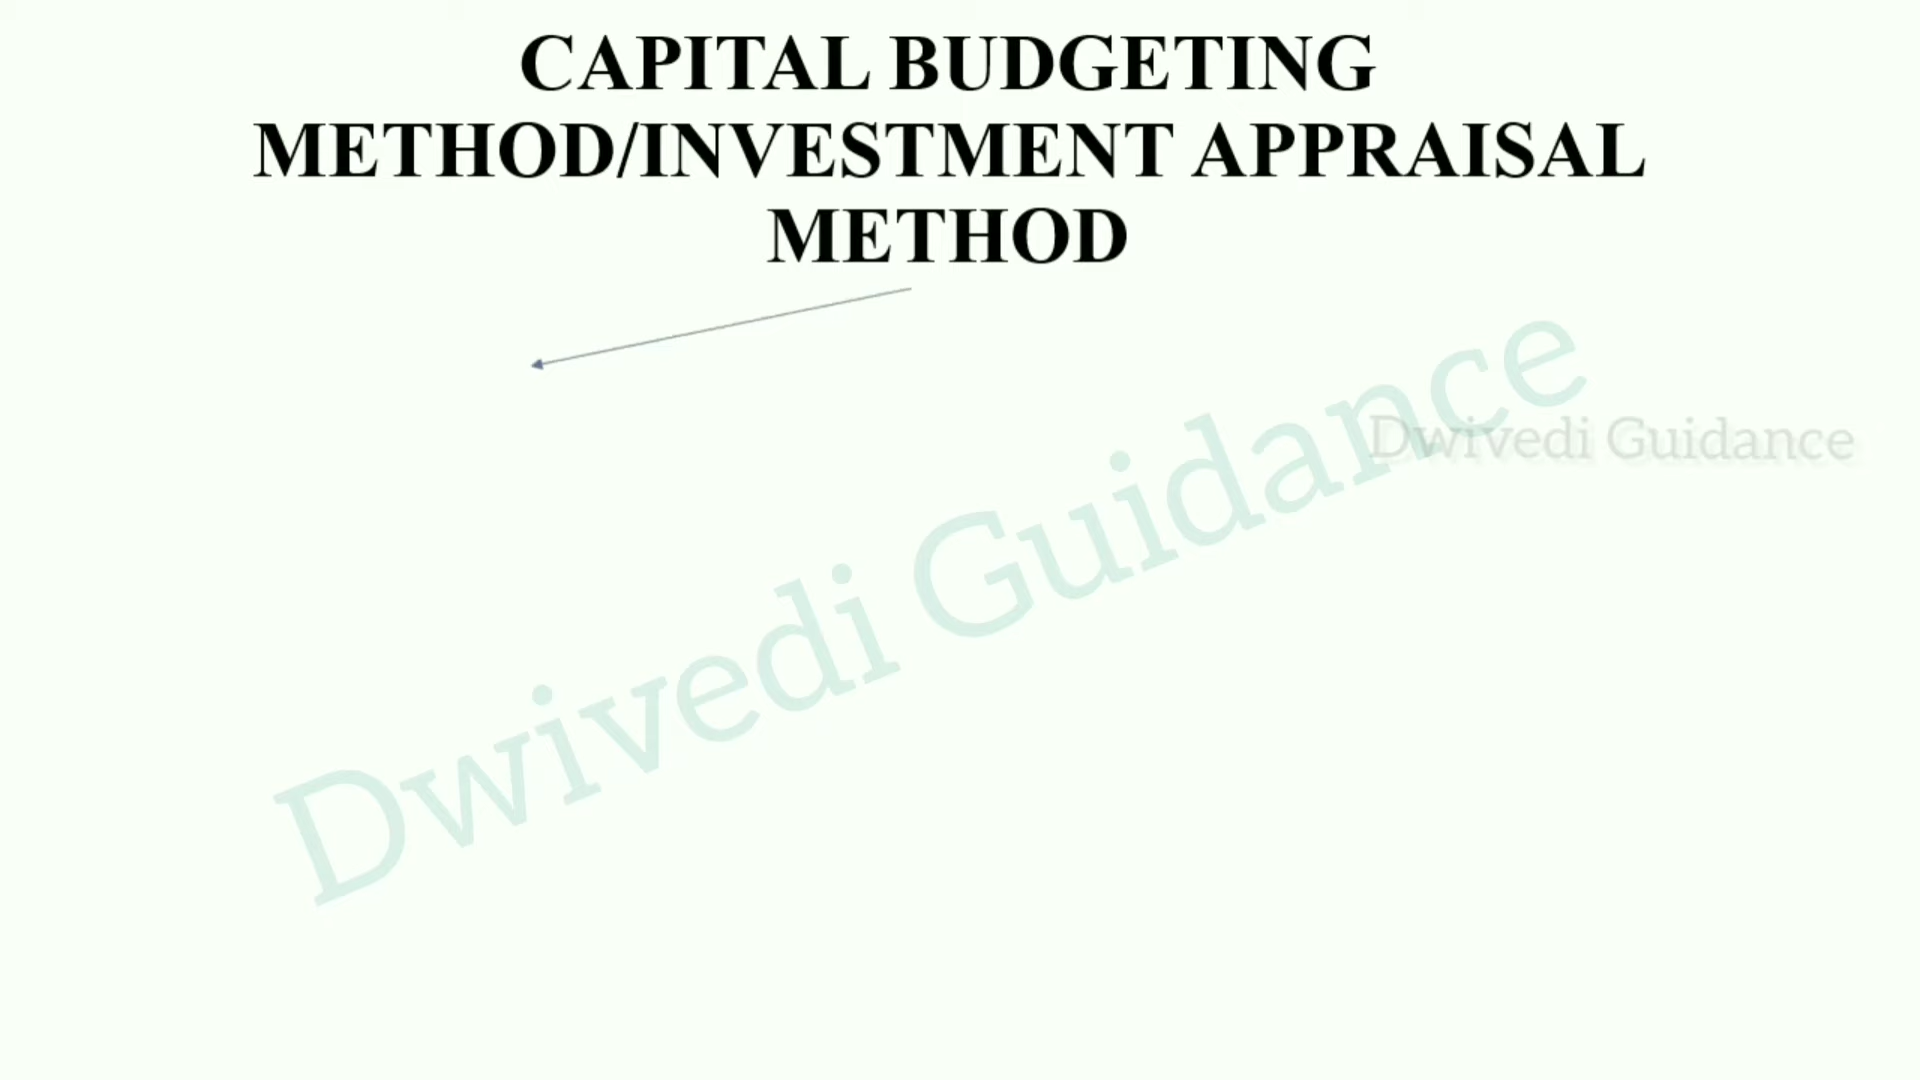 CAPITAL BUDGETING
METHOD/INVESTMENT APPRAISAL
METHOD
Dwivedi Guidance
Dwivedi Guidance